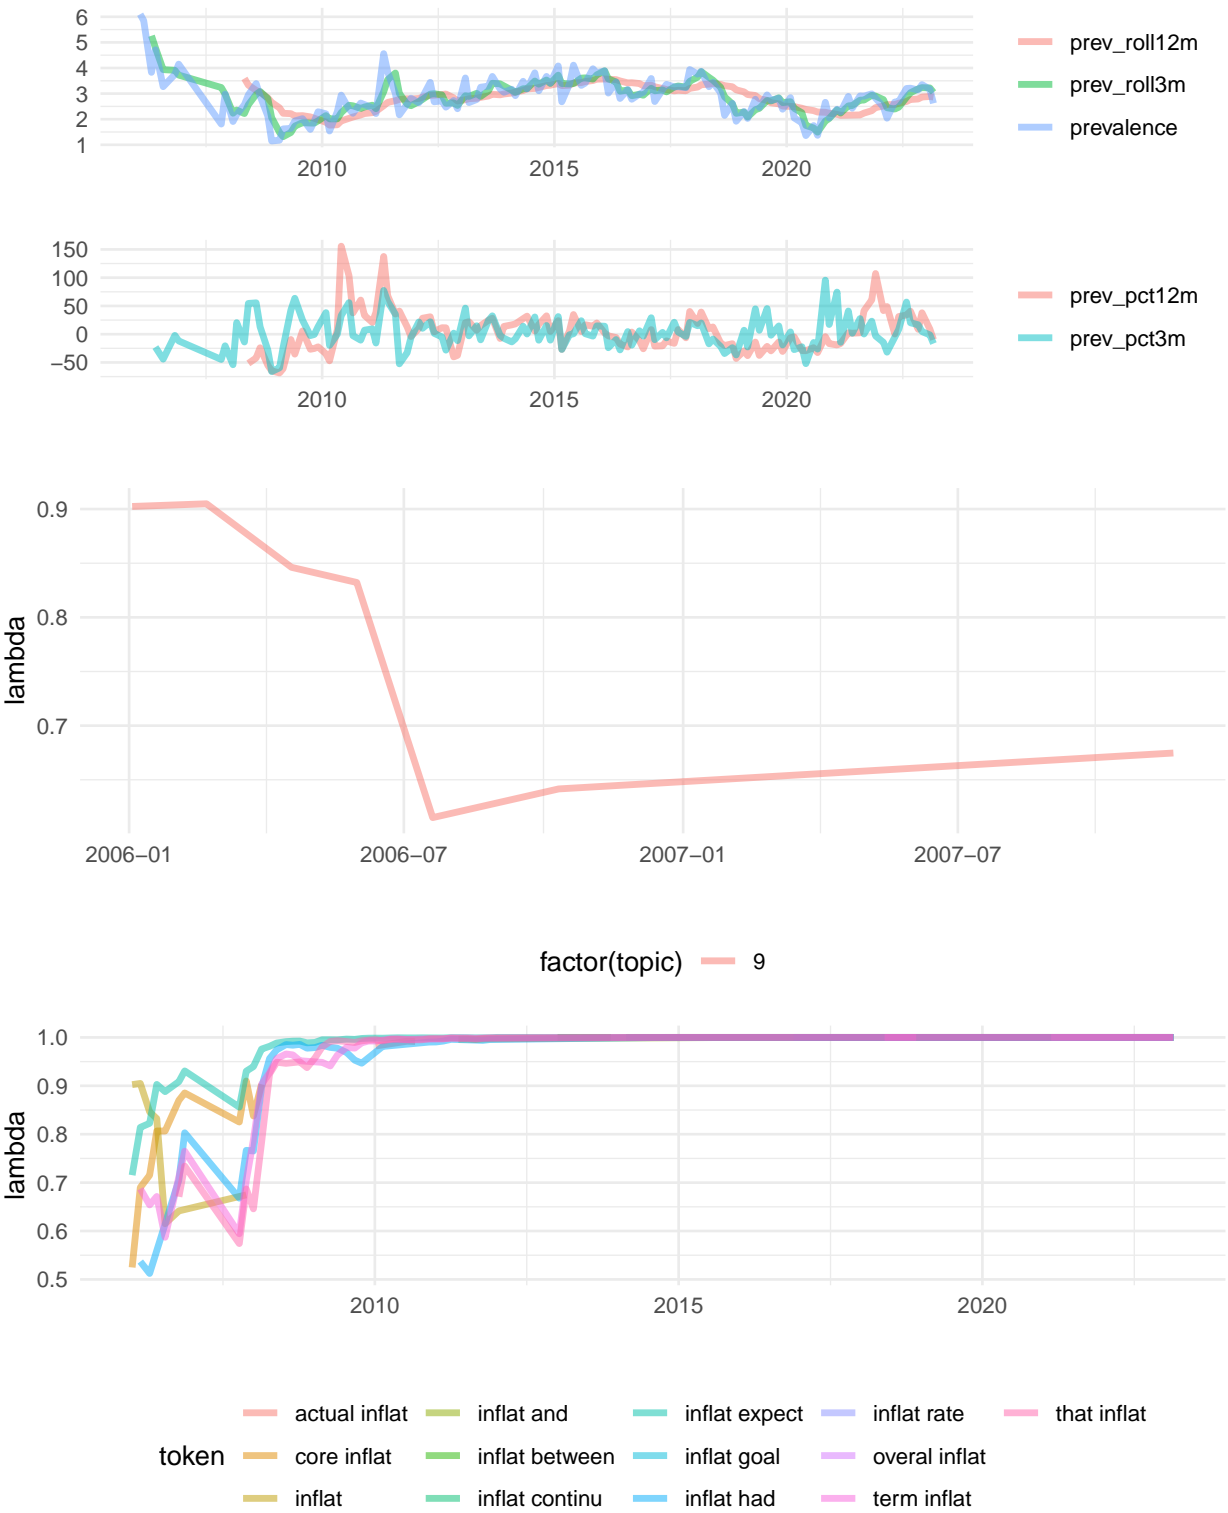 6
5
4
3
2
1
2010 2015 2020
prev_roll12m
prev_roll3m
prevalence
150
100
50
0
−50
2010 2015 2020
prev_pct12m
prev_pct3m
lambda
0.9
0.8
0.7
2006−01 2006−07 2007−01 2007−07
factor(topic) 9
lambda
1.0
0.9
0.8
0.7
0.6
0.5
2010 2015 2020
token
actual inflat inflat and inflat expect inflat rate that inflat
core inflat inflat between inflat goal overal inflat
inflat inflat continu inflat had term inflat